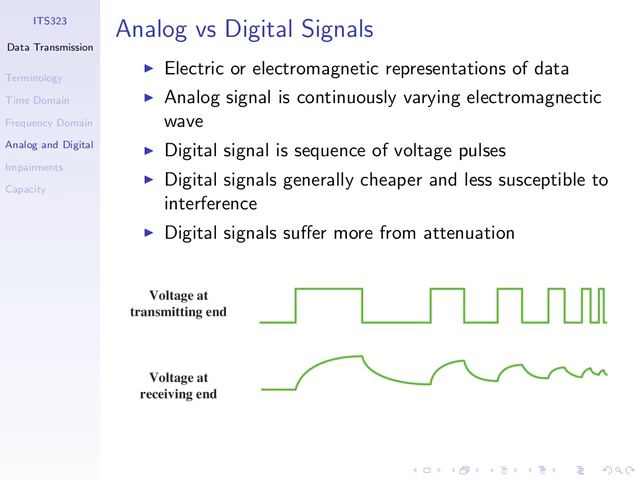 ITS323
Data Transmission
Terminology
Time Domain
Frequency Domain
Analog and Digital
Impairments
Capacity
Analog vs Digital Signals
Electric or electromagnetic representations of data
Analog signal is continuously varying electromagnectic
wave
Digital signal is sequence of voltage pulses
Digital signals generally cheaper and less susceptible to
interference
Digital signals suffer more from attenuation
Voltage at
transmitting end
Voltage at
receiving end